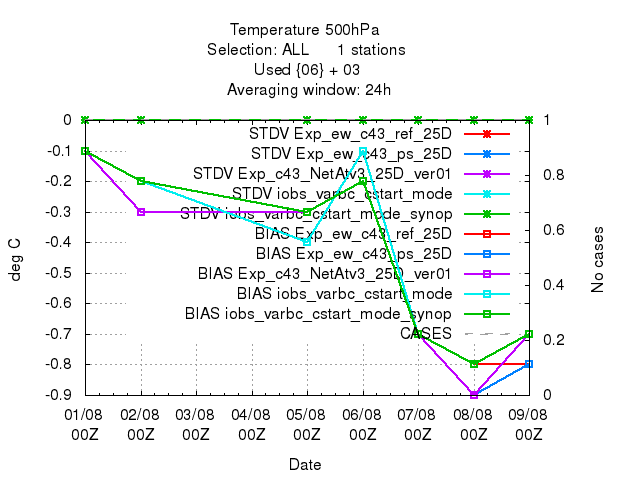 Temperature 500hPa
Selection: ALL 1 stations
Used {06} + 03
Averaging window: 24h
0
-0.1
-0.2
-0.3
-0.4
-0.5
-0.6
-0.7
-0.8
-0.9
deg C
STDV Exp_ew_c43_ref_25D
STDV Exp_ew_c43_ps_25D
STDV Exp_c43_NetAtv3_25D_ver01
STDV iobs_varbc_cstart_mode
STDV iobs_varbc_cstart_mode_synop
BIAS Exp_ew_c43_ref_25D
BIAS Exp_ew_c43_ps_25D
BIAS Exp_c43_NetAtv3_25D_ver01
BIAS iobs_varbc_cstart_mode
BIAS iobs_varbc_cstart_mode_synop
CASES
1
0.8
0.6
0.4
0.2
0
No cases
01/08 02/08 03/08 04/08 05/08 06/08 07/08 08/08 09/08
00Z 00Z 00Z 00Z 00Z 00Z 00Z 00Z 00Z
Date